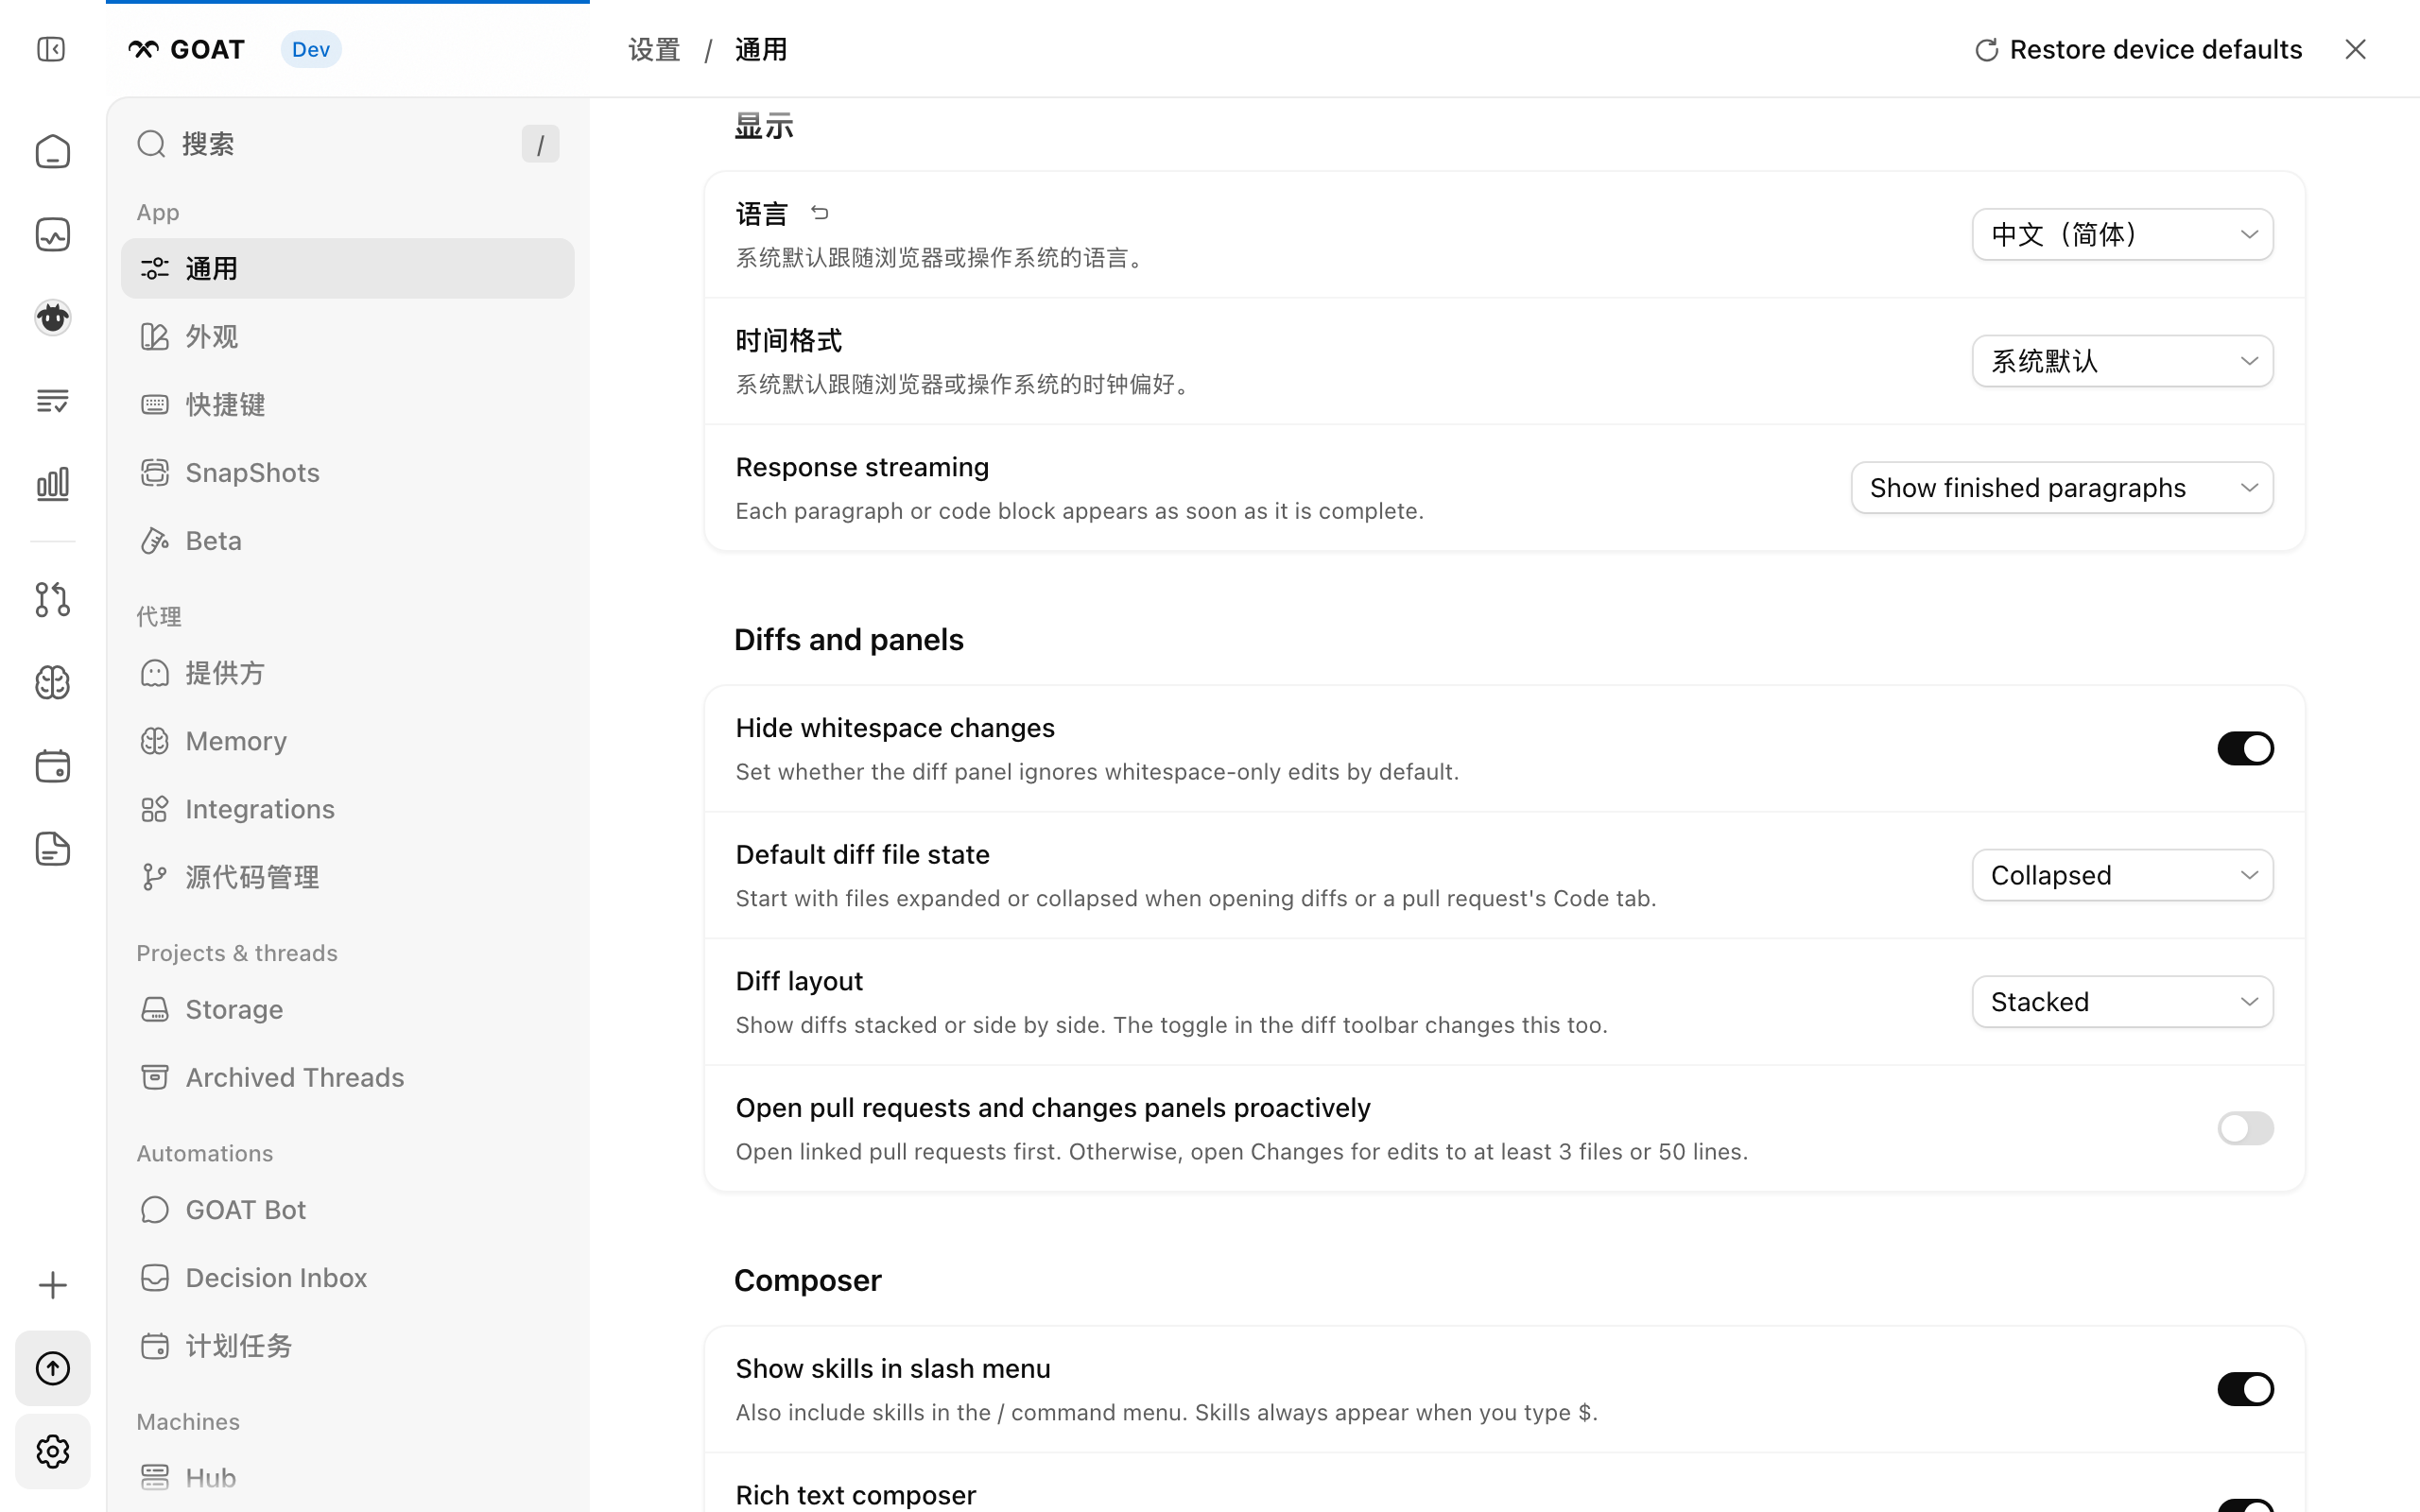 GOAT
Dev
设置 / 通用
Restore device defaults
搜索
/
App
通用
外观
快捷键
SnapShots
Beta
代理
提供方
Memory
Integrations
源代码管理
Projects & threads
Storage
Archived Threads
Automations
GOAT Bot
Decision Inbox
计划任务
Machines
Hub
显示
语言
系统默认跟随浏览器或操作系统的语言。
中文（简体）
时间格式
系统默认跟随浏览器或操作系统的时钟偏好。
系统默认
Response streaming
Each paragraph or code block appears as soon as it is complete.
Show finished paragraphs
Diffs and panels
Hide whitespace changes
Set whether the diff panel ignores whitespace-only edits by default.
Default diff file state
Start with files expanded or collapsed when opening diffs or a pull request's Code tab.
Collapsed
Diff layout
Show diffs stacked or side by side. The toggle in the diff toolbar changes this too.
Stacked
Open pull requests and changes panels proactively
Open linked pull requests first. Otherwise, open Changes for edits to at least 3 files or 50 lines.
Composer
Show skills in slash menu
Also include skills in the / command menu. Skills always appear when you type $.
Rich text composer